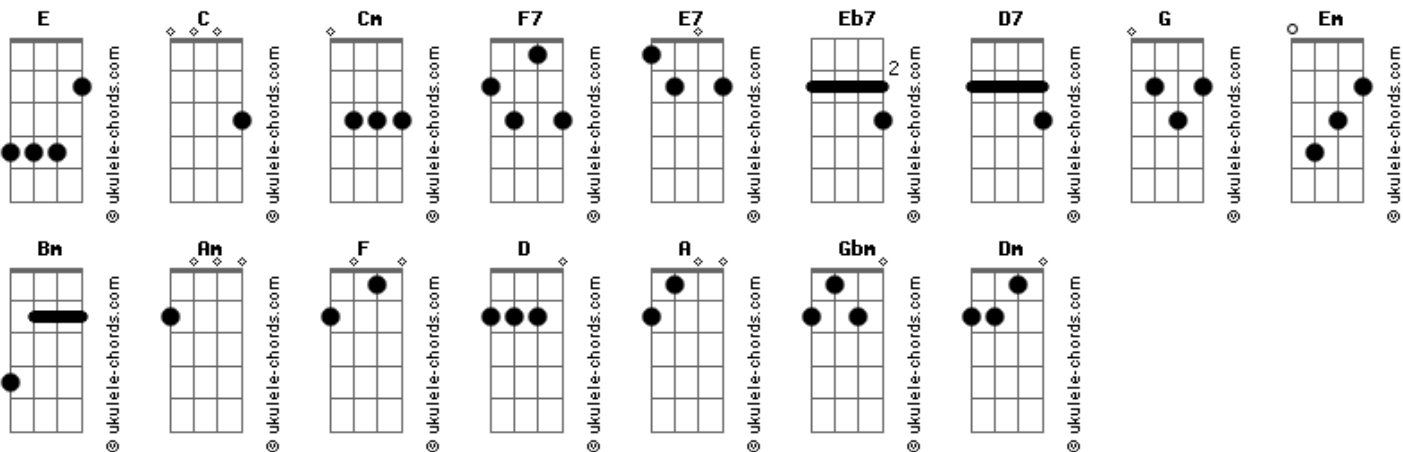 E C Cm F7 E7 Eb7 D7 G Em
2
© ukulele-chords.com © ukulele-chords.com © ukulele-chords.com © ukulele-chords.com © ukulele-chords.com © ukulele-chords.com © ukulele-chords.com © ukulele-chords.com © ukulele-chords.com
Bm Am F D A Gbm Dm
© ukulele-chords.com © ukulele-chords.com © ukulele-chords.com © ukulele-chords.com © ukulele-chords.com © ukulele-chords.com © ukulele-chords.com